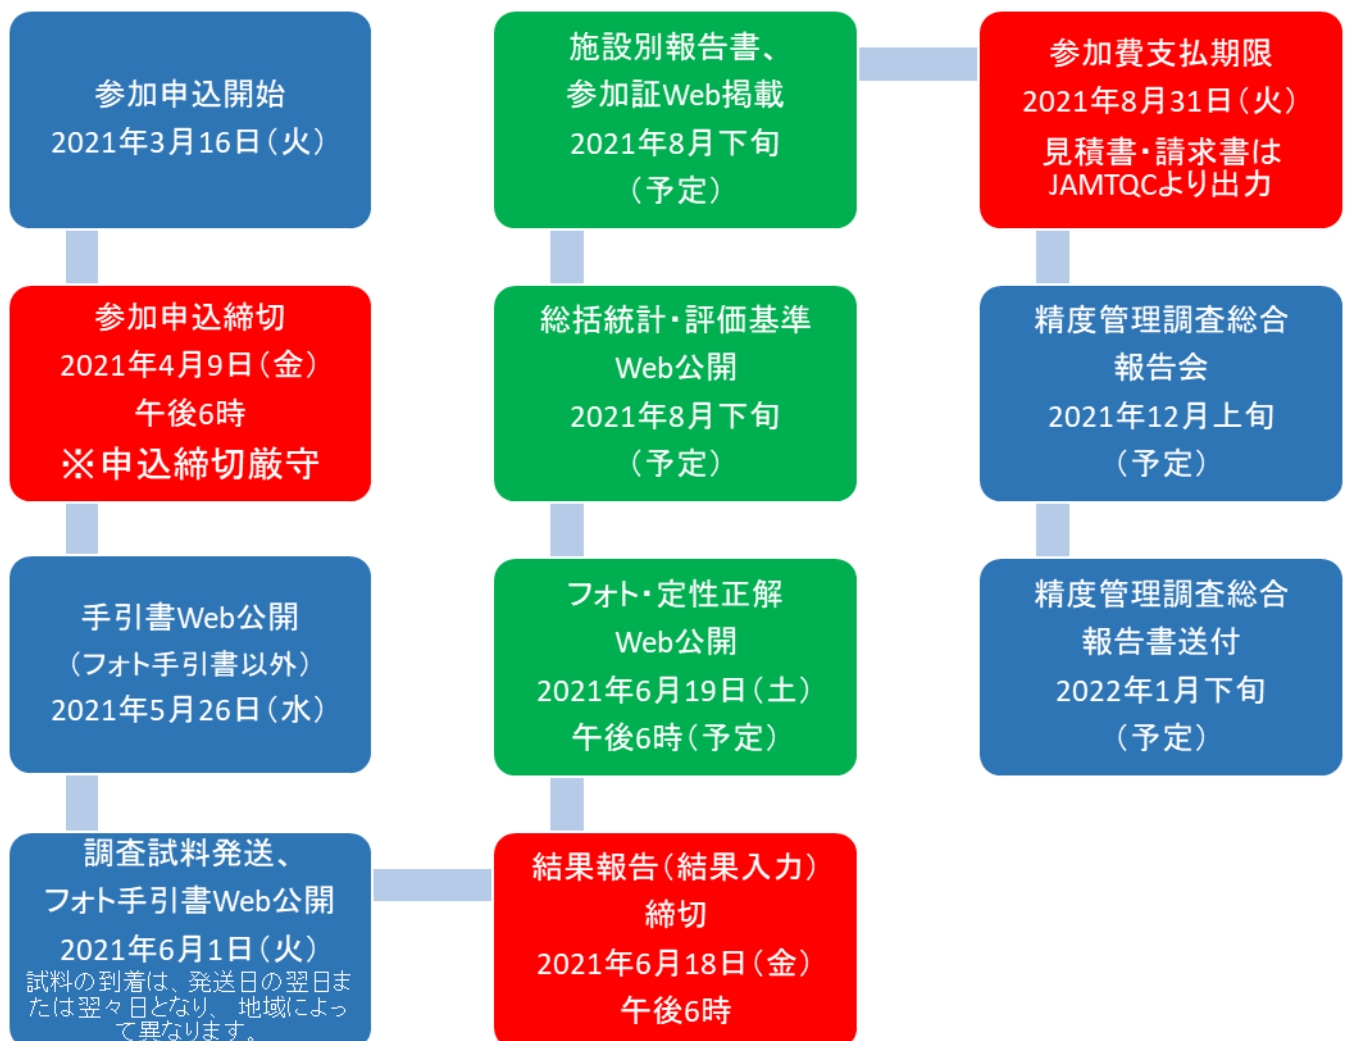 参加申込開始
2021年3月16日（火）
参加申込締切
2021年4月9日（金）
午後6時
※申込締切厳守
手引書Web公開
（フォト手引書以外）
2021年5月26日（水）
調査試料発送、
フォト手引書Web公開
2021年6月1日（火）
試料の到着は、発送日の翌日ま
たは翌々日となり、 地域によっ
て異なります。
結果報告（結果入力）
締切
2021年6月18日（金）
午後6時
フォト・定性正解
Web公開
2021年6月19日（土）
午後6時（予定）
総括統計・評価基準
Web公開
2021年8月下旬
（予定）
施設別報告書、
参加証Web掲載
2021年8月下旬
（予定）
参加費支払期限
2021年8月31日（火）
見積書・請求書は
JAMTQCより出力
精度管理調査総合
報告会
2021年12月上旬
（予定）
精度管理調査総合
報告書送付
2022年1月下旬
（予定）